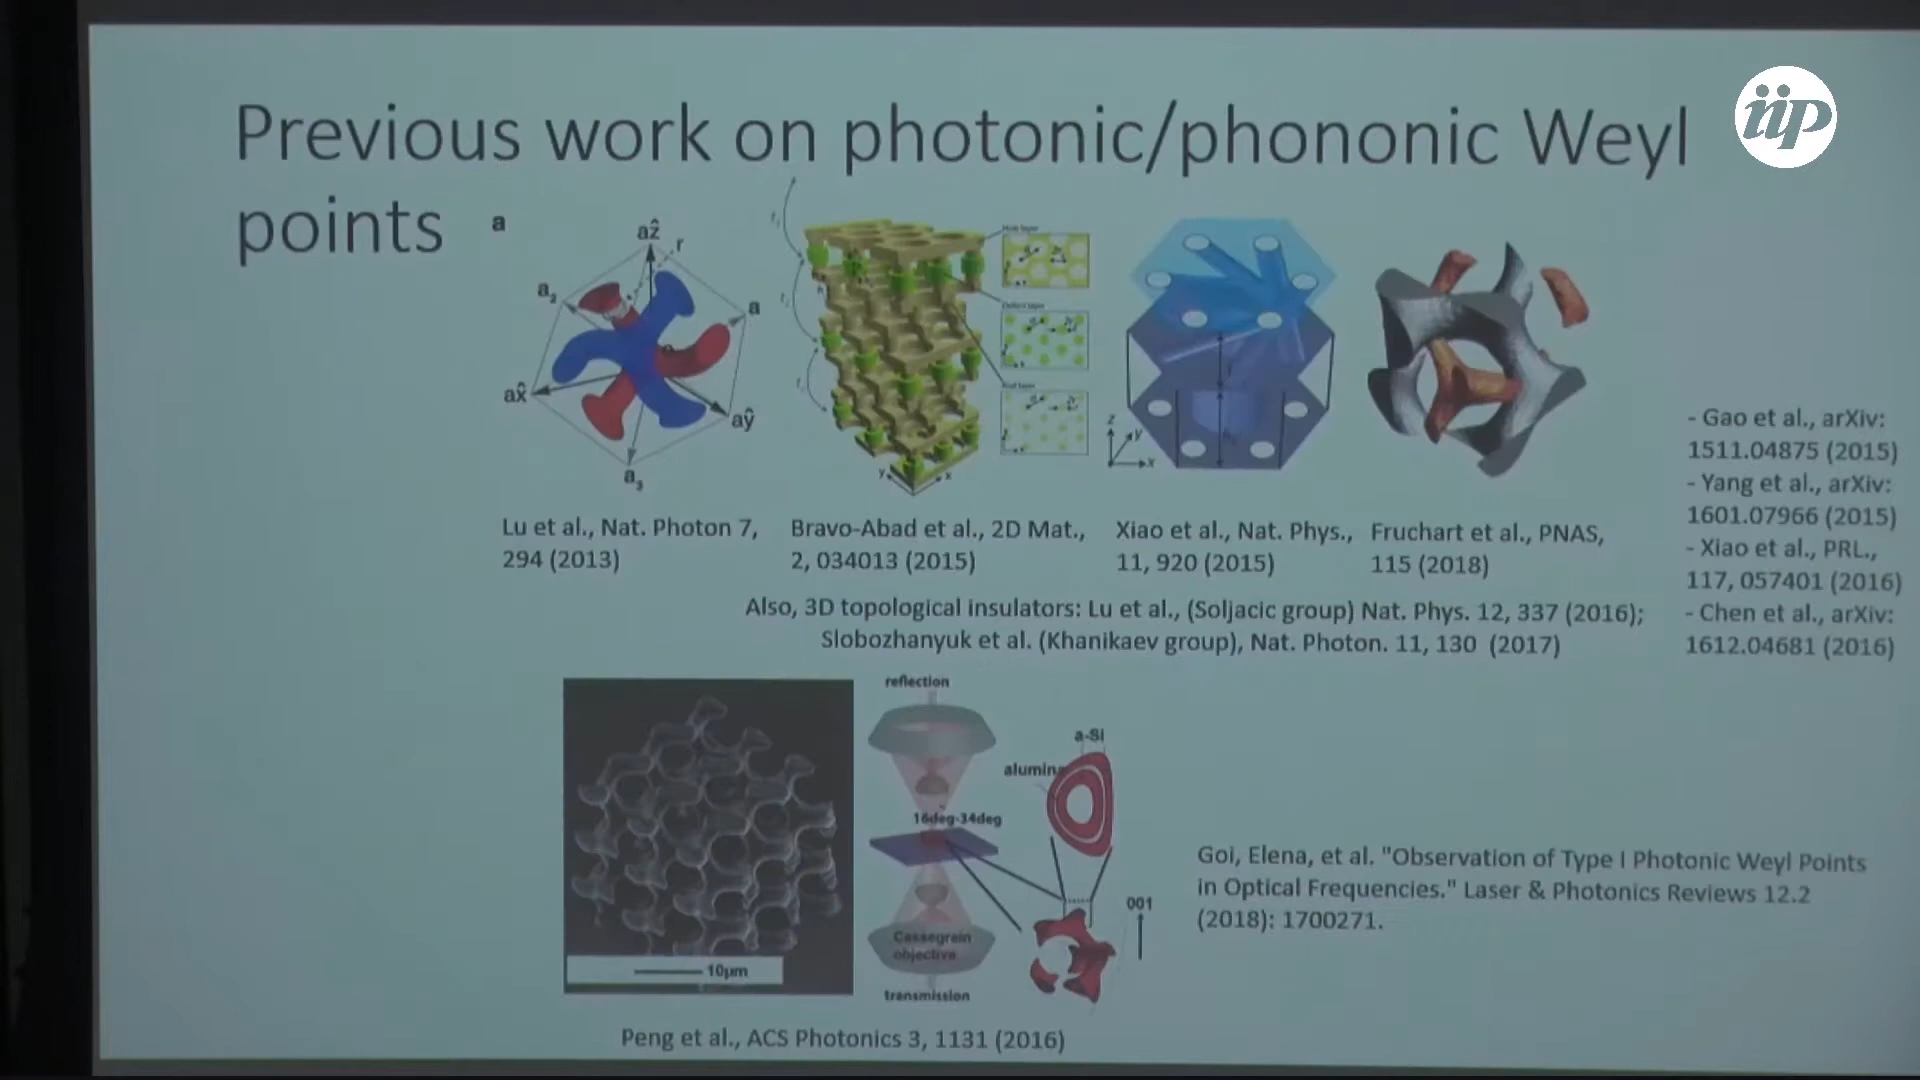 iip
Previous work on photonic/phononic Weyl
points
a
aẑ
r
a₂
a
ax̂
aŷ
a₃
y
x
z
y
x
Lu et al., Nat. Photon 7,
294 (2013)
Bravo-Abad et al., 2D Mat.,
2, 034013 (2015)
Xiao et al., Nat. Phys.,
11, 920 (2015)
Fruchart et al., PNAS,
115 (2018)
- Gao et al., arXiv:
1511.04875 (2015)
- Yang et al., arXiv:
1601.07966 (2015)
- Xiao et al., PRL.,
117, 057401 (2016)
- Chen et al., arXiv:
1612.04681 (2016)
Also, 3D topological insulators: Lu et al., (Soljacic group) Nat. Phys. 12, 337 (2016);
Slobozhanyuk et al. (Khanikaev group), Nat. Photon. 11, 130 (2017)
reflection
a-Si
alumina
16deg-34deg
001
Cassegrain
objective
10μm
transmission
Goi, Elena, et al. "Observation of Type I Photonic Weyl Points
in Optical Frequencies." Laser & Photonics Reviews 12.2
(2018): 1700271.
Peng et al., ACS Photonics 3, 1131 (2016)